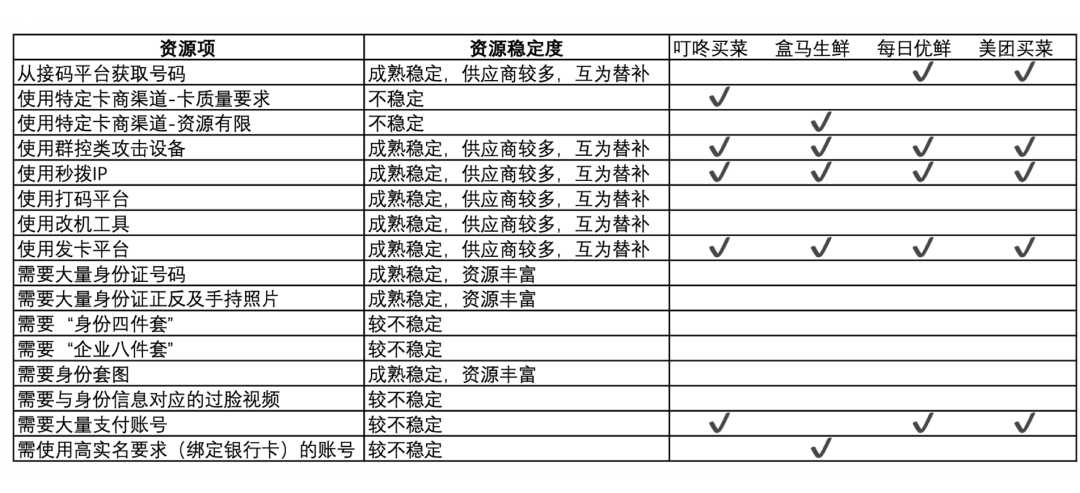 资源项 资源稳定度 叮咚买菜 盒马生鲜 每日优鲜 美团买菜
从接码平台获取号码 成熟稳定，供应商较多，互为替补 ✓ ✓
使用特定卡商渠道-卡质量要求 不稳定 ✓
使用特定卡商渠道-资源有限 不稳定 ✓
使用群控类攻击设备 成熟稳定，供应商较多，互为替补 ✓ ✓ ✓ ✓
使用秒拨IP 成熟稳定，供应商较多，互为替补 ✓ ✓ ✓ ✓
使用打码平台 成熟稳定，供应商较多，互为替补
使用改机工具 成熟稳定，供应商较多，互为替补
使用发卡平台 成熟稳定，供应商较多，互为替补 ✓ ✓ ✓ ✓
需要大量身份证号码 成熟稳定，资源丰富
需要大量身份证正反及手持照片 成熟稳定，资源丰富
需要 “身份四件套” 较不稳定
需要 “企业八件套” 较不稳定
需要身份套图 成熟稳定，资源丰富
需要与身份信息对应的过脸视频 较不稳定
需要大量支付账号 较不稳定 ✓ ✓ ✓
需使用高实名要求（绑定银行卡）的账号 较不稳定 ✓